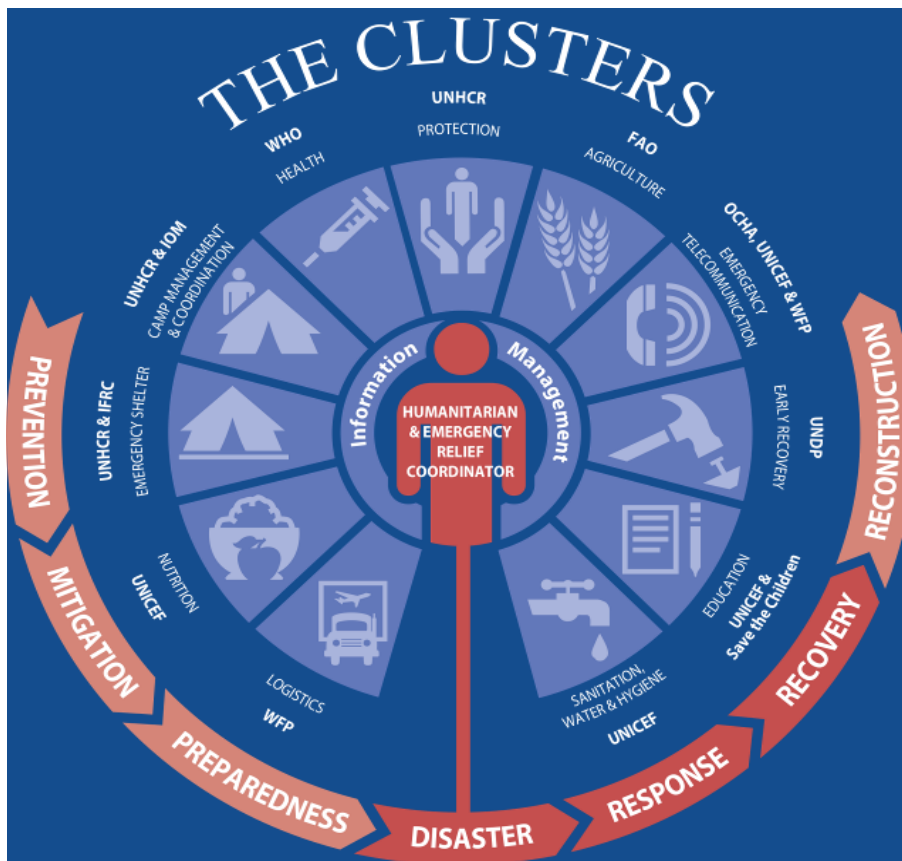 THE CLUSTERS
UNHCR
PROTECTION
FAO
AGRICULTURE
OCHA, UNICEF & WFP
EMERGENCY
TELECOMMUNICATION
UNDP
EARLY RECOVERY
EDUCATION
UNICEF &
Save the Children
SANITATION,
WATER & HYGIENE
UNICEF
LOGISTICS
WFP
NUTRITION
UNICEF
UNHCR & IFRC
EMERGENCY SHELTER
UNHCR & IOM
CAMP MANAGEMENT
& COORDINATION
WHO
HEALTH
Information
Management
HUMANITARIAN
& EMERGENCY
RELIEF
COORDINATOR
PREVENTION
MITIGATION
PREPAREDNESS
DISASTER
RESPONSE
RECOVERY
RECONSTRUCTION